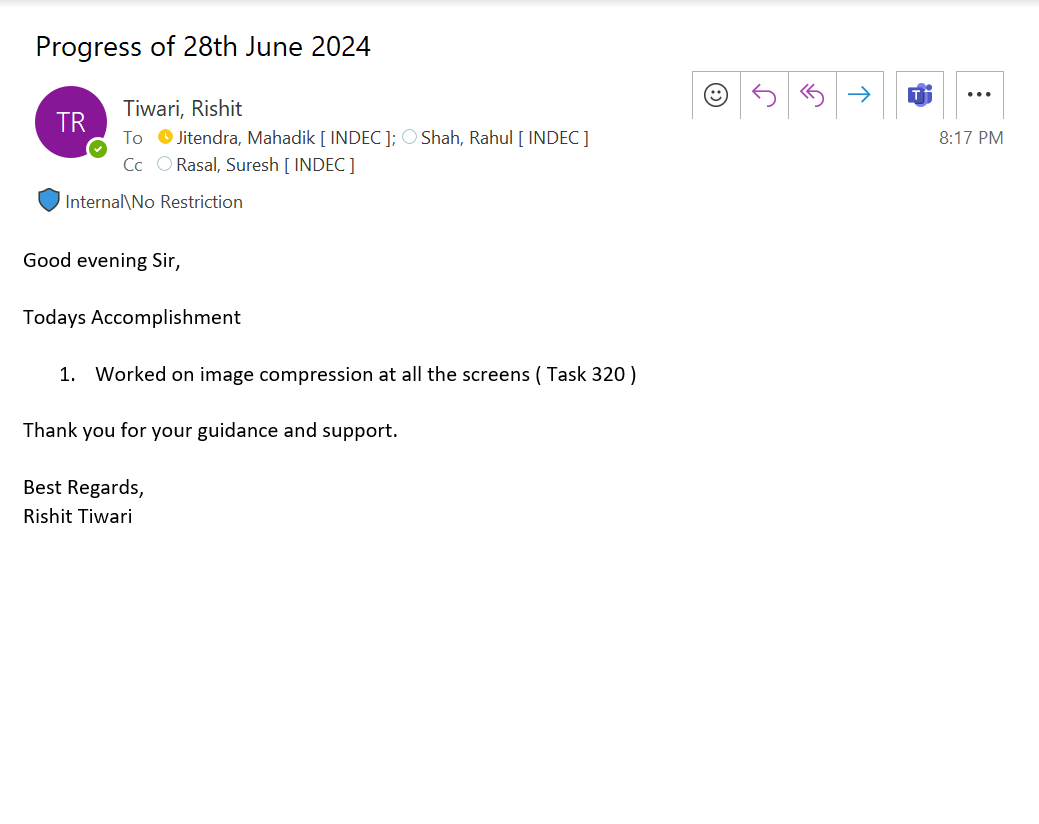 Progress of 28th June 2024
TR
Tiwari, Rishit
To Jitendra, Mahadik [ INDEC ]; Shah, Rahul [ INDEC ]
8:17 PM
Cc Rasal, Suresh [ INDEC ]
Internal\No Restriction
Good evening Sir,
Todays Accomplishment
1. Worked on image compression at all the screens ( Task 320 )
Thank you for your guidance and support.
Best Regards,
Rishit Tiwari